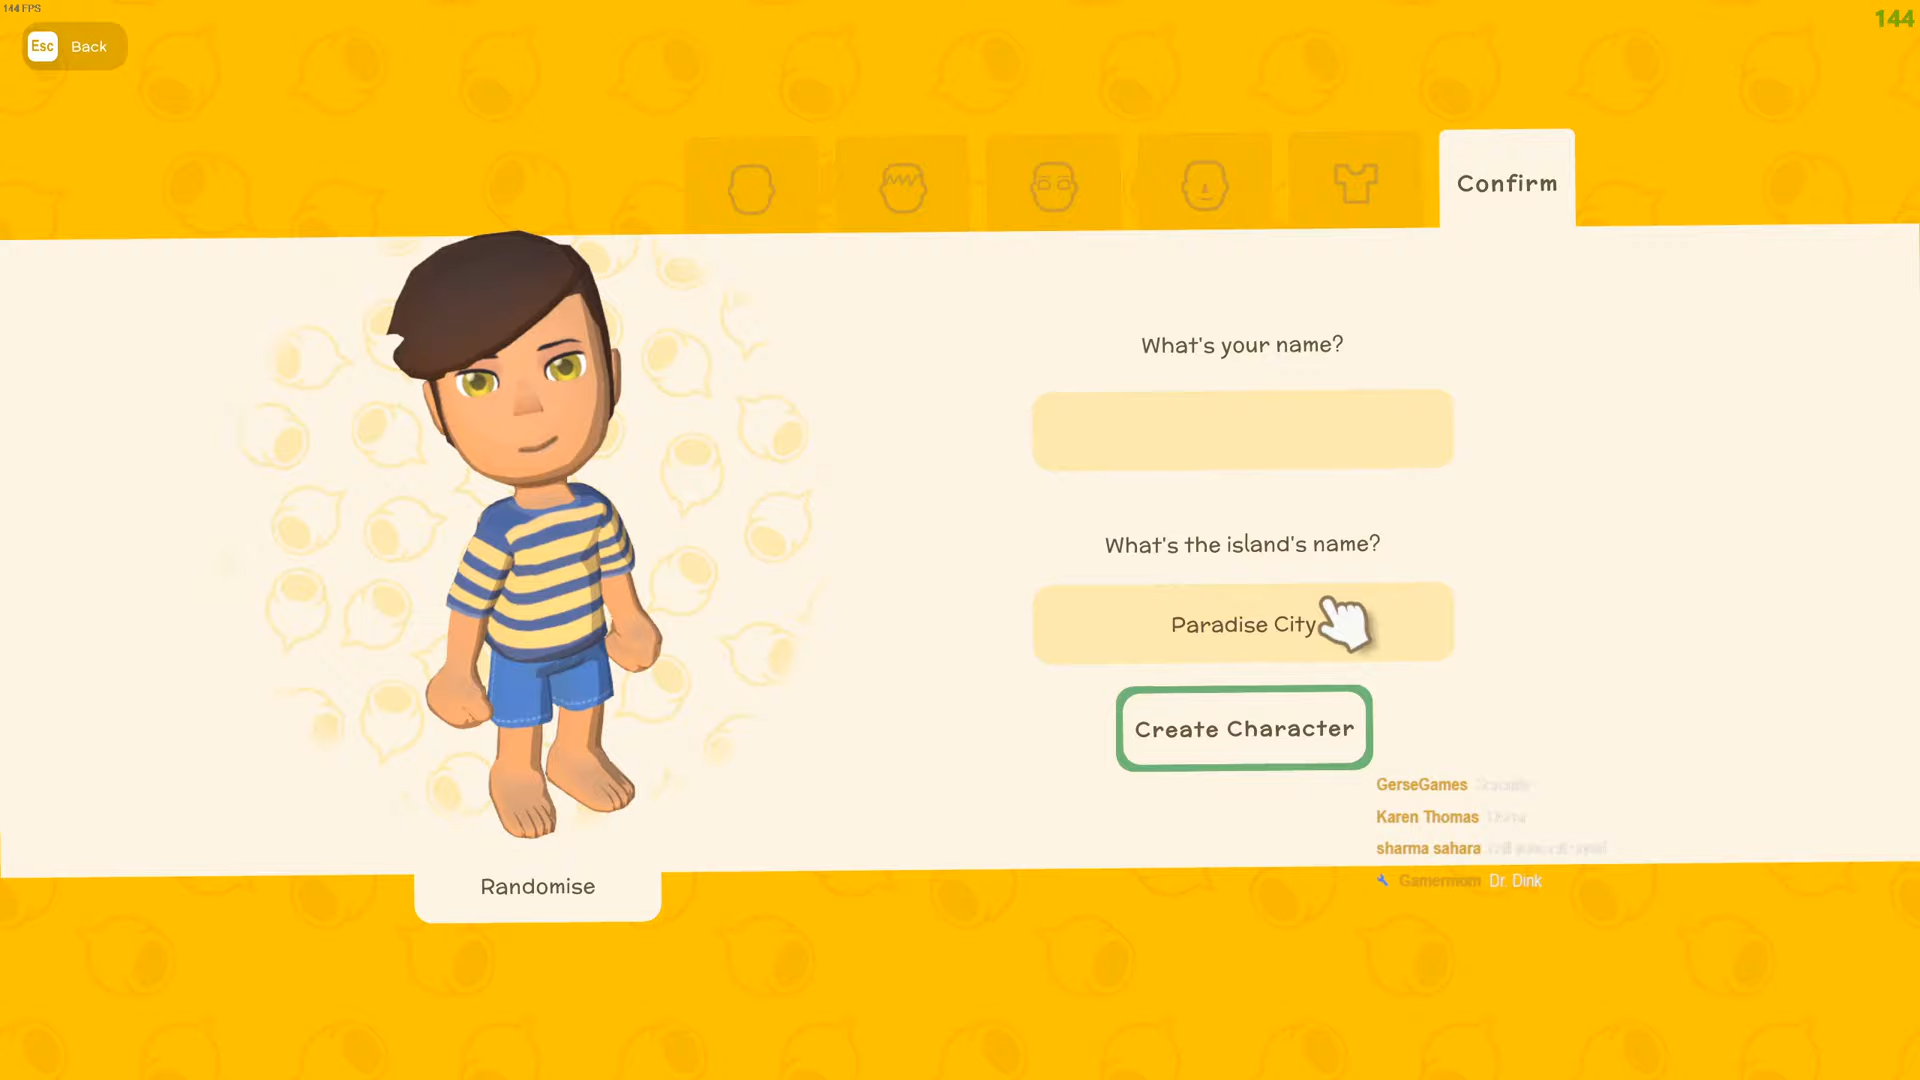 144 FPS
144
Esc Back
Confirm
What's your name?
What's the island's name?
Paradise City
Create Character
GerseGames
Karen Thomas
sharma sahara
Gamermom Dr. Dink
Randomise